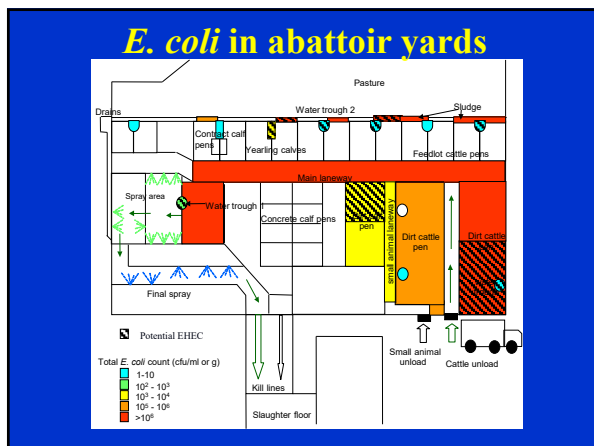 E. coli in abattoir yards
Pasture
Drains
Water trough 2
Sludge
Contract calf
pens
Yearling calves
Feedlot cattle pens
Main laneway
Spray area
Water trough 1
Concrete calf pens
pen
small animal laneway
Dirt cattle
pen
Dirt cattle
Final spray
Potential EHEC
Small animal
unload
Cattle unload
Total E. coli count (cfu/ml or g)
1-10
10² - 10³
10³ - 10⁴
10⁵ - 10⁶
>10⁶
Kill lines
Slaughter floor